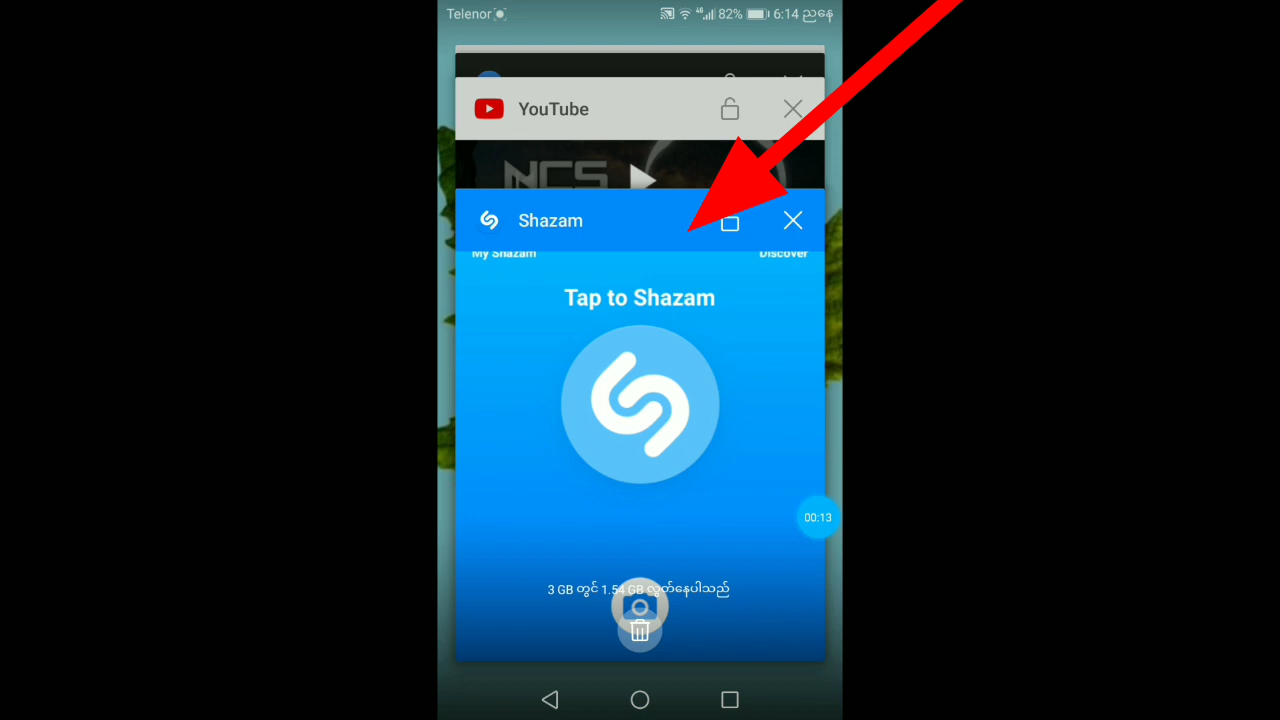 Telenor
4G 82% 6:14 ညနေ
YouTube
NCS
Shazam
My Shazam Discover
Tap to Shazam
00:13
3 GB တွင် 1.54 GB လွတ်နေပါသည်